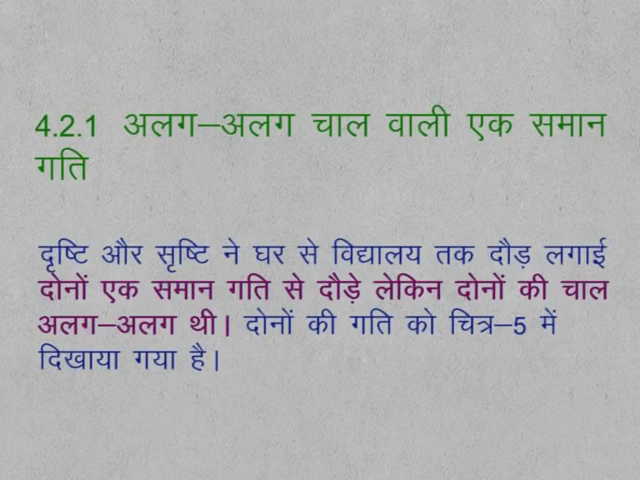 4.2.1 अलग–अलग चाल वाली एक समान
गति
दृष्टि और सृष्टि ने घर से विद्यालय तक दौड़ लगाई
दोनों एक समान गति से दौड़े लेकिन दोनों की चाल
अलग–अलग थी। दोनों की गति को चित्र–5 में
दिखाया गया है।